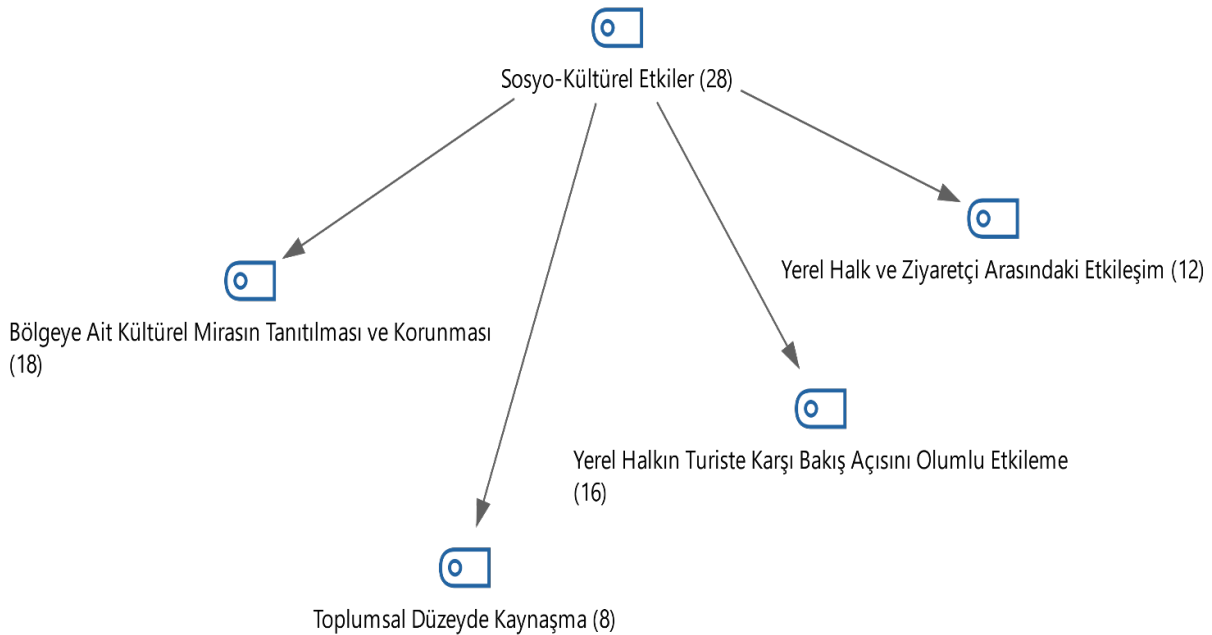 Sosyo-Kültürel Etkiler (28)
Yerel Halk ve Ziyaretçi Arasındaki Etkileşim (12)
Bölgeye Ait Kültürel Mirasın Tanıtılması ve Korunması
(18)
Yerel Halkın Turiste Karşı Bakış Açısını Olumlu Etkileme
(16)
Toplumsal Düzeyde Kaynaşma (8)